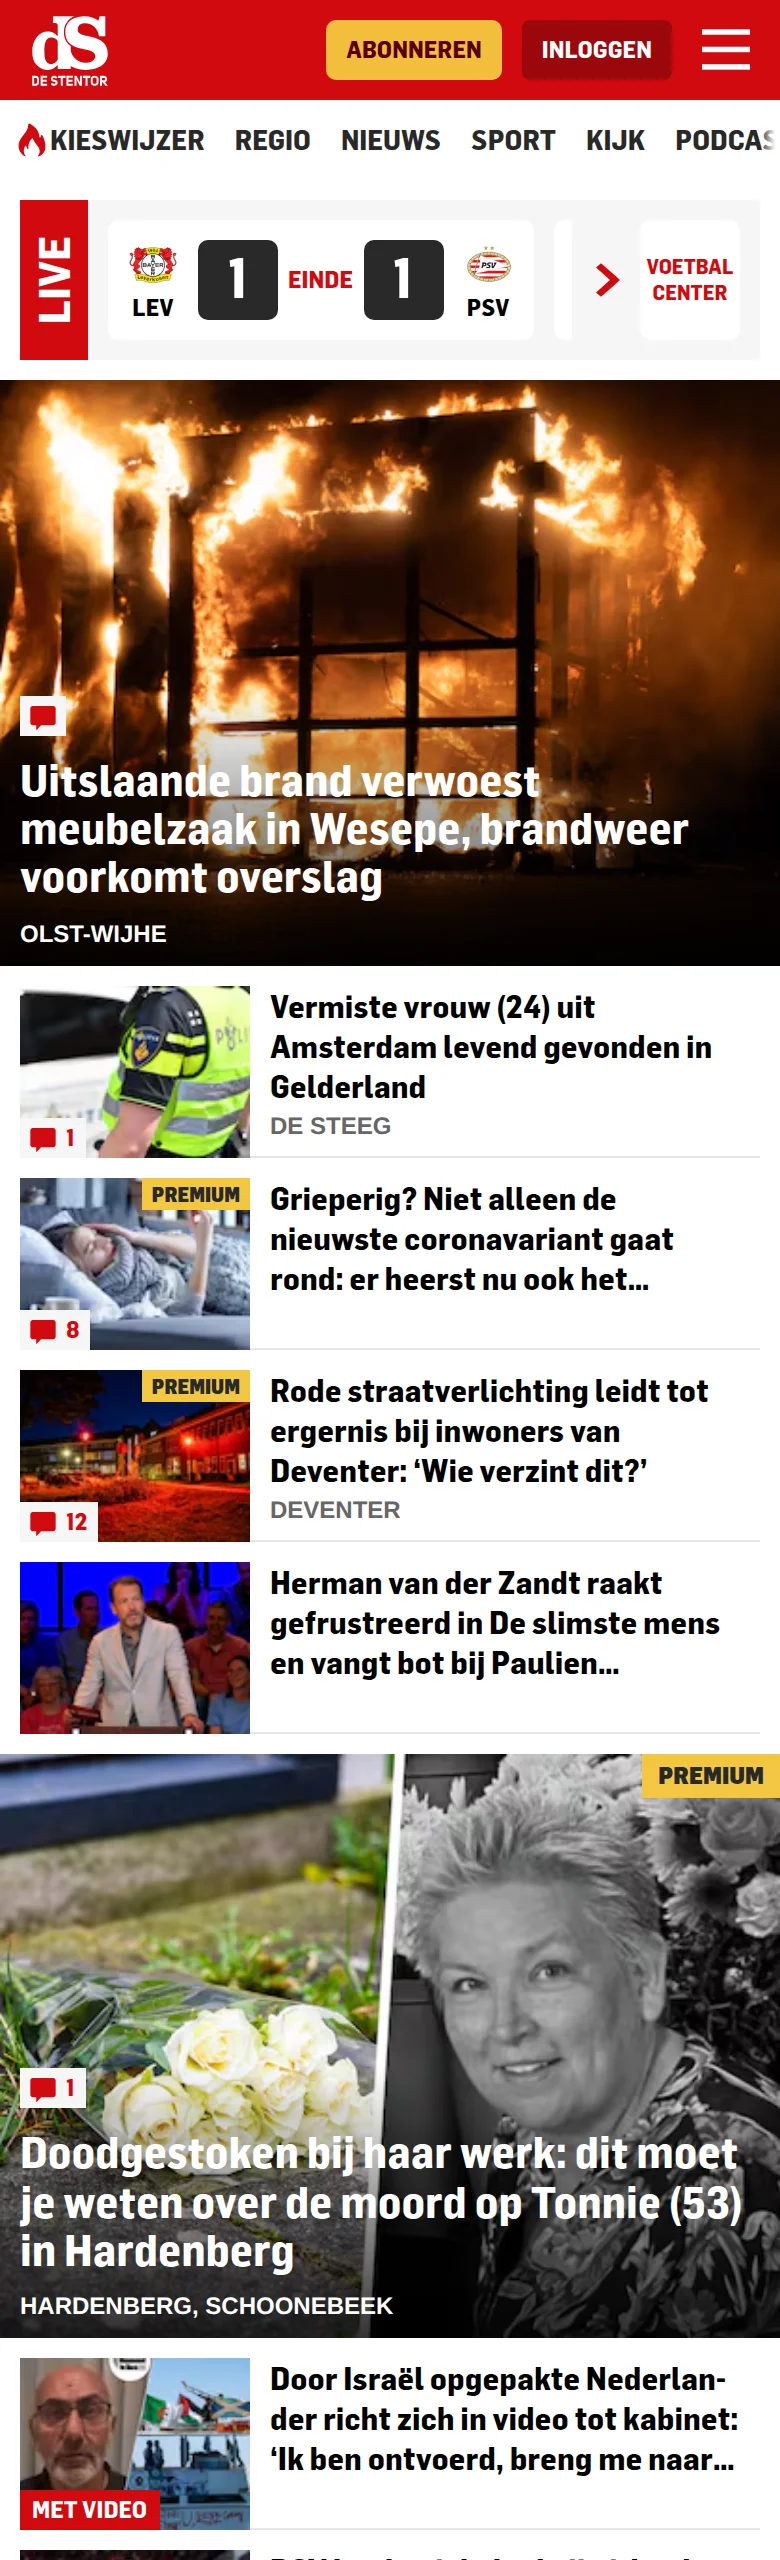 dS
DE STENTOR
ABONNEREN
INLOGGEN
KIESWIJZER REGIO NIEUWS SPORT KIJK PODCAS
LIVE
LEV
1
EINDE
1
PSV
PSV
VOETBAL
CENTER
Uitslaande brand verwoest
meubelzaak in Wesepe, brandweer
voorkomt overslag
OLST-WIJHE
1
Vermiste vrouw (24) uit
Amsterdam levend gevonden in
Gelderland
DE STEEG
PREMIUM
8
Grieperig? Niet alleen de
nieuwste coronavariant gaat
rond: er heerst nu ook het...
PREMIUM
12
Rode straatverlichting leidt tot
ergernis bij inwoners van
Deventer: ‘Wie verzint dit?’
DEVENTER
Herman van der Zandt raakt
gefrustreerd in De slimste mens
en vangt bot bij Paulien...
PREMIUM
1
Doodgestoken bij haar werk: dit moet
je weten over de moord op Tonnie (53)
in Hardenberg
HARDENBERG, SCHOONEBEEK
MET VIDEO
Door Israël opgepakte Nederlan-
der richt zich in video tot kabinet:
‘Ik ben ontvoerd, breng me naar...